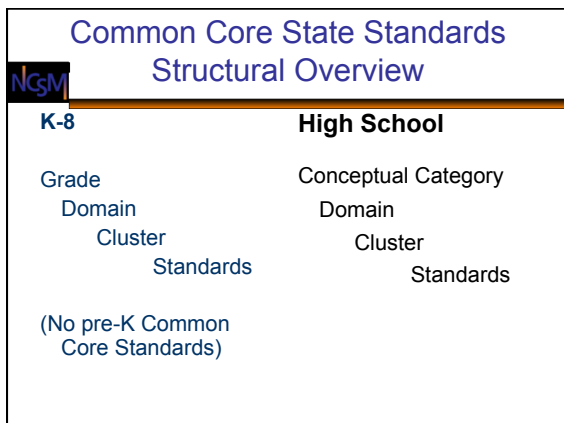 Common Core State Standards
Structural Overview
NCSM
K-8
Grade
Domain
Cluster
Standards
(No pre-K Common
Core Standards)
High School
Conceptual Category
Domain
Cluster
Standards